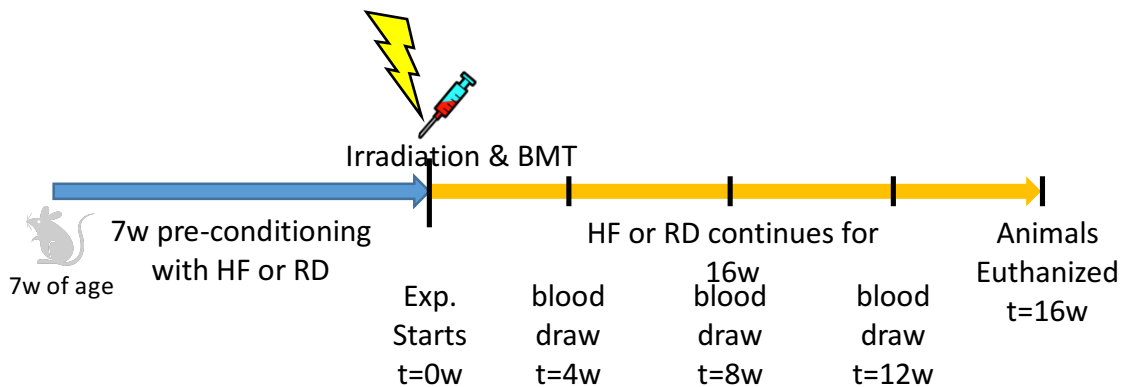 Irradiation & BMT
7w of age
7w pre-conditioning
with HF or RD
HF or RD continues for
16w
Animals
Euthanized
t=16w
Exp.
Starts
t=0w
blood
draw
t=4w
blood
draw
t=8w
blood
draw
t=12w